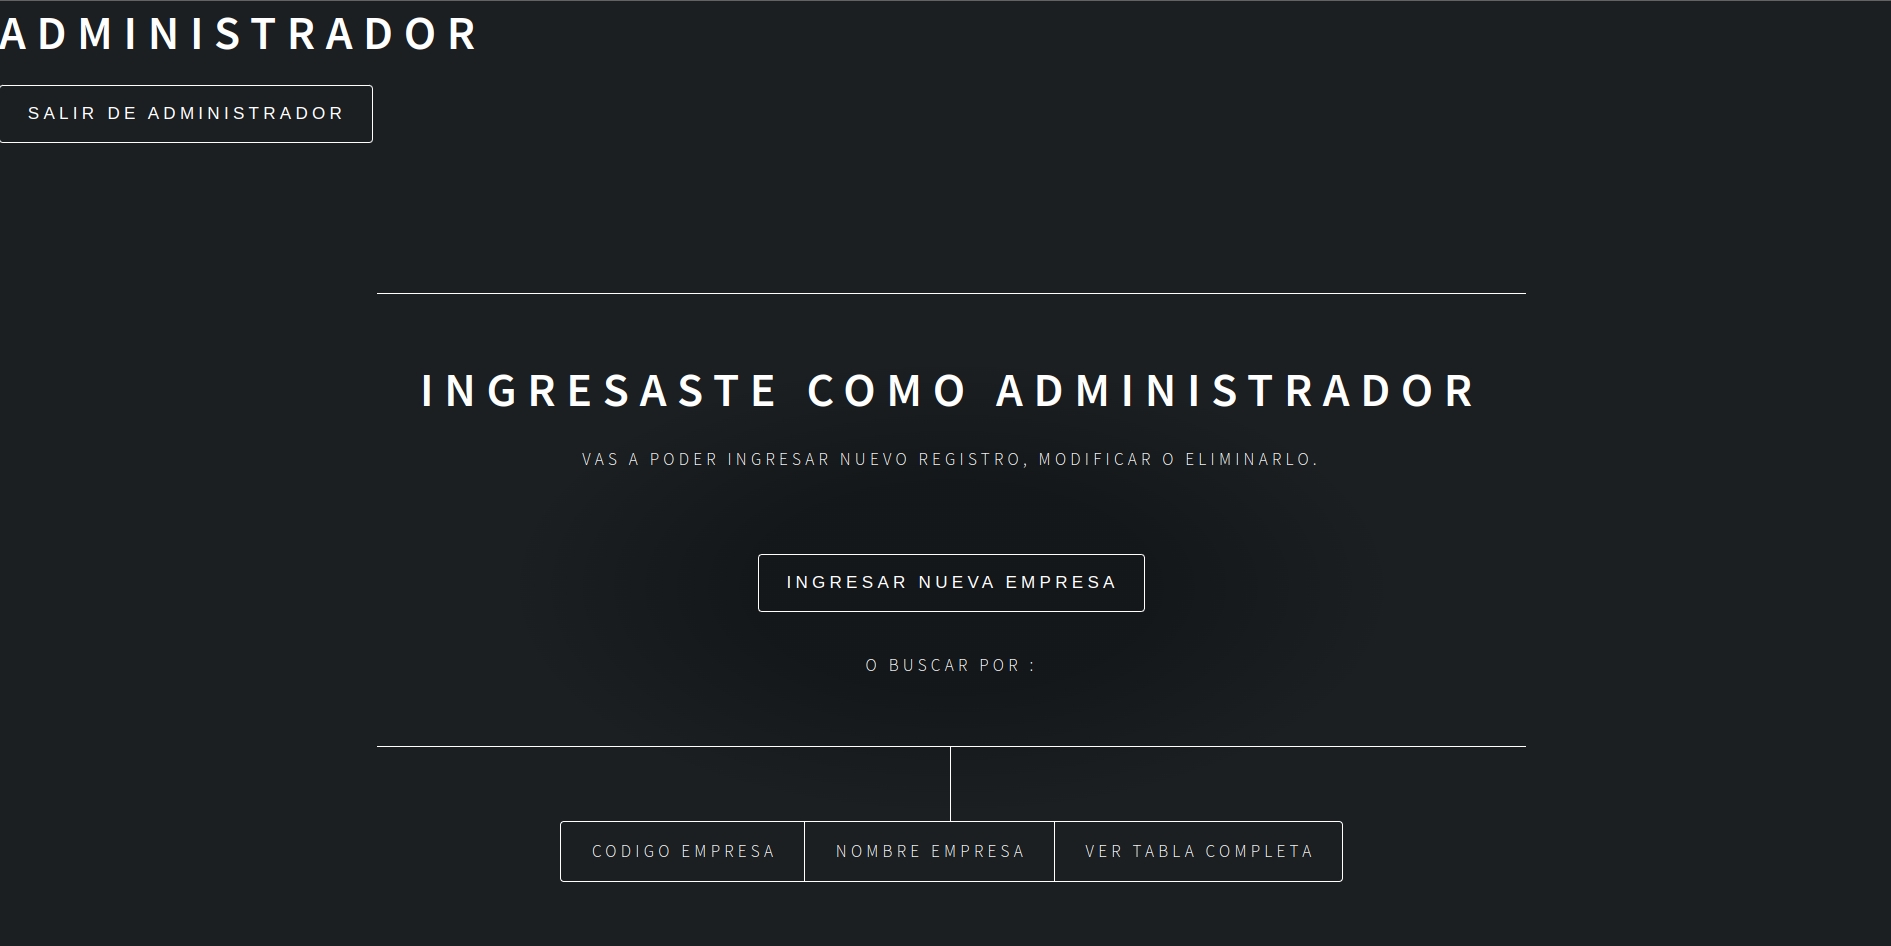 ADMINISTRADOR
SALIR DE ADMINISTRADOR
INGRESASTE COMO ADMINISTRADOR
VAS A PODER INGRESAR NUEVO REGISTRO, MODIFICAR O ELIMINARLO.
INGRESAR NUEVA EMPRESA
O BUSCAR POR :
CODIGO EMPRESA NOMBRE EMPRESA VER TABLA COMPLETA